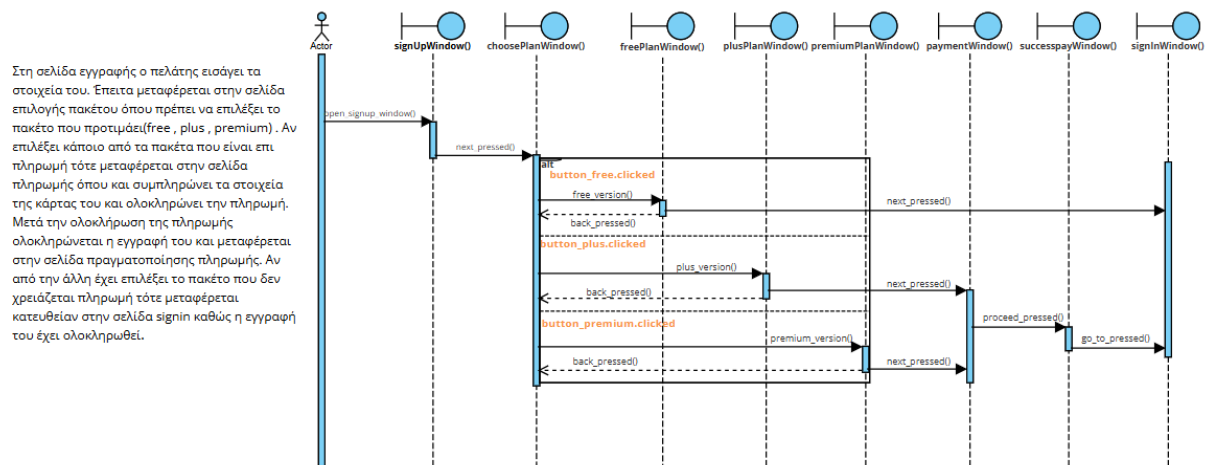 Actor
signUpWindow()
choosePlanWindow()
freePlanWindow()
plusPlanWindow()
premiumPlanWindow()
paymentWindow()
successpayWindow()
signInWindow()
Στη σελίδα εγγραφής ο πελάτης εισάγει τα
στοιχεία του. Έπειτα μεταφέρεται στην σελίδα
επιλογής πακέτου όπου πρέπει να επιλέξει το
πακέτο που προτιμάει(free , plus , premium) . Αν
επιλέξει κάποιο από τα πακέτα που είναι επι
πληρωμή τότε μεταφέρεται στην σελίδα
πληρωμής όπου και συμπληρώνει τα στοιχεία
της κάρτας του και ολοκληρώνει την πληρωμή.
Μετά την ολοκλήρωση της πληρωμής
ολοκληρώνεται η εγγραφή του και μεταφέρεται
στην σελίδα πραγματοποίησης πληρωμής. Αν
από την άλλη έχει επιλέξει το πακέτο που δεν
χρειάζεται πληρωμή τότε μεταφέρεται
κατευθείαν στην σελίδα signin καθώς η εγγραφή
του έχει ολοκληρωθεί.
open_signup_window()
next_pressed()
alt
button_free.clicked
free_version()
next_pressed()
back_pressed()
button_plus.clicked
plus_version()
next_pressed()
back_pressed()
proceed_pressed()
button_premium.clicked
premium_version()
go_to_pressed()
back_pressed()
next_pressed()